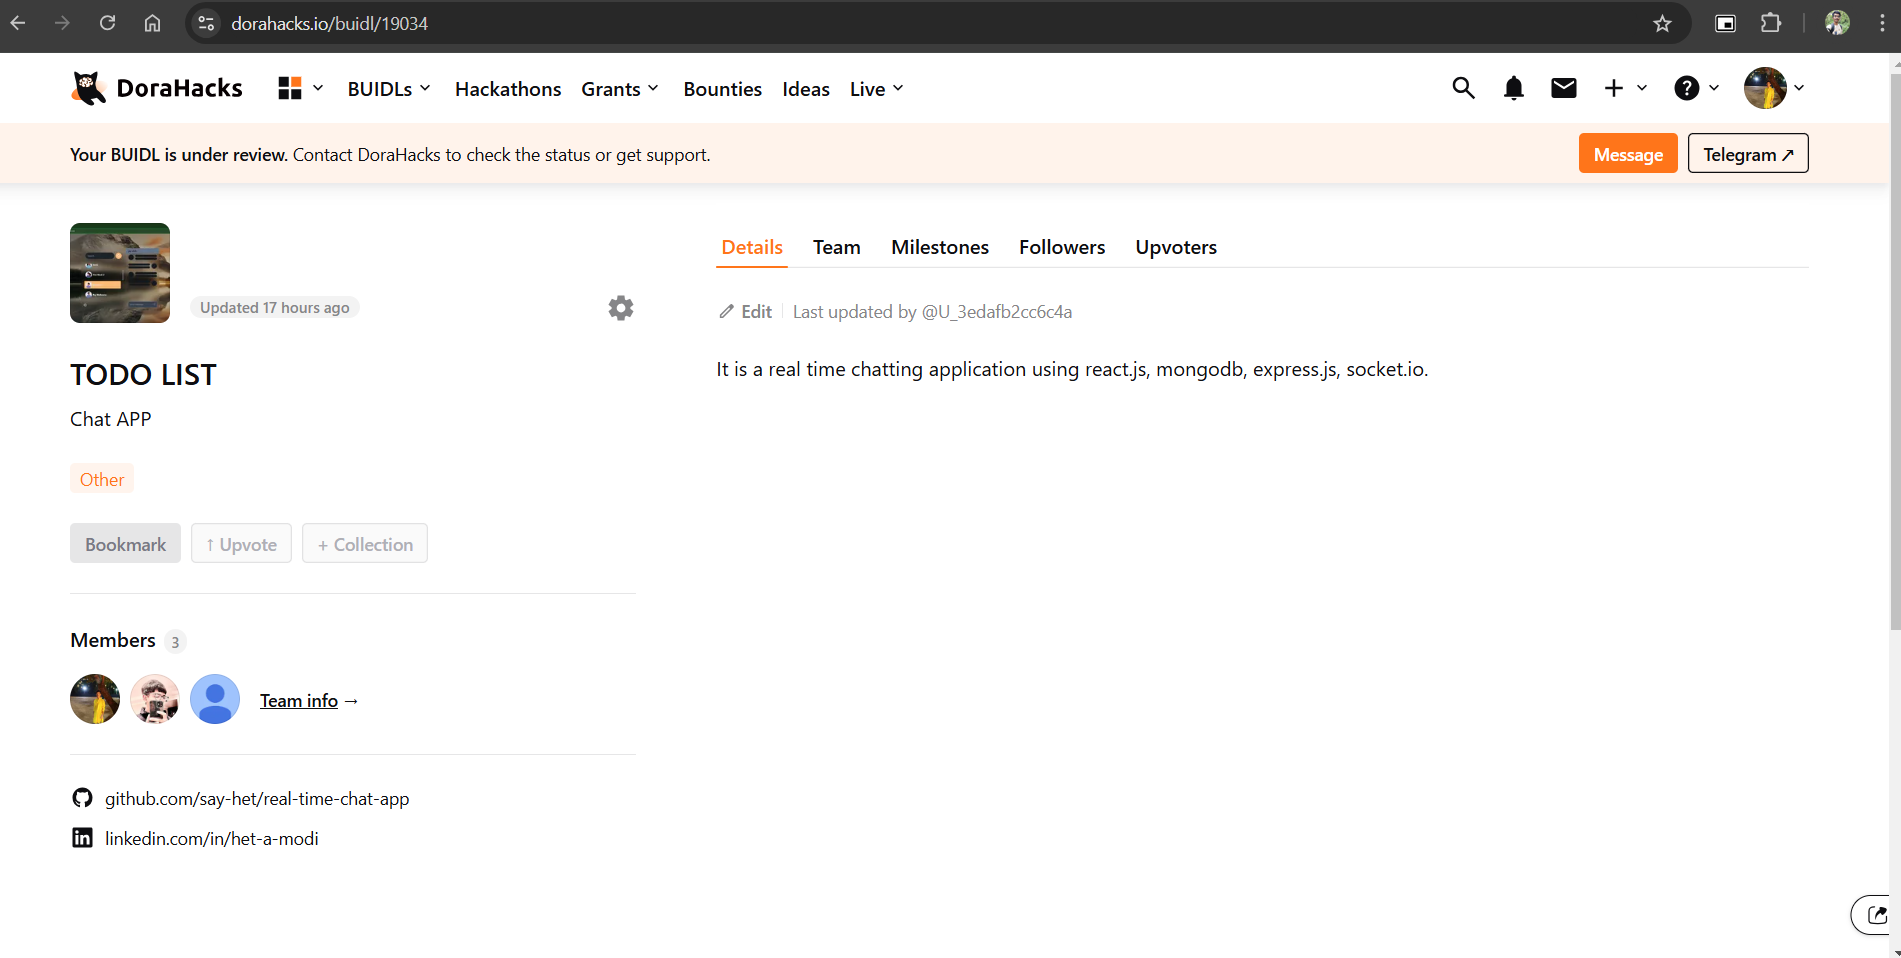 dorahacks.io/buidl/19034
DoraHacks
BUIDLs
Hackathons
Grants
Bounties
Ideas
Live
Your BUIDL is under review. Contact DoraHacks to check the status or get support.
Message
Telegram ↗
Updated 17 hours ago
TODO LIST
Chat APP
Other
Bookmark
↑ Upvote
+ Collection
Members 3
Team info →
github.com/say-het/real-time-chat-app
linkedin.com/in/het-a-modi
Details
Team
Milestones
Followers
Upvoters
Edit
Last updated by @U_3edafb2cc6c4a
It is a real time chatting application using react.js, mongodb, express.js, socket.io.